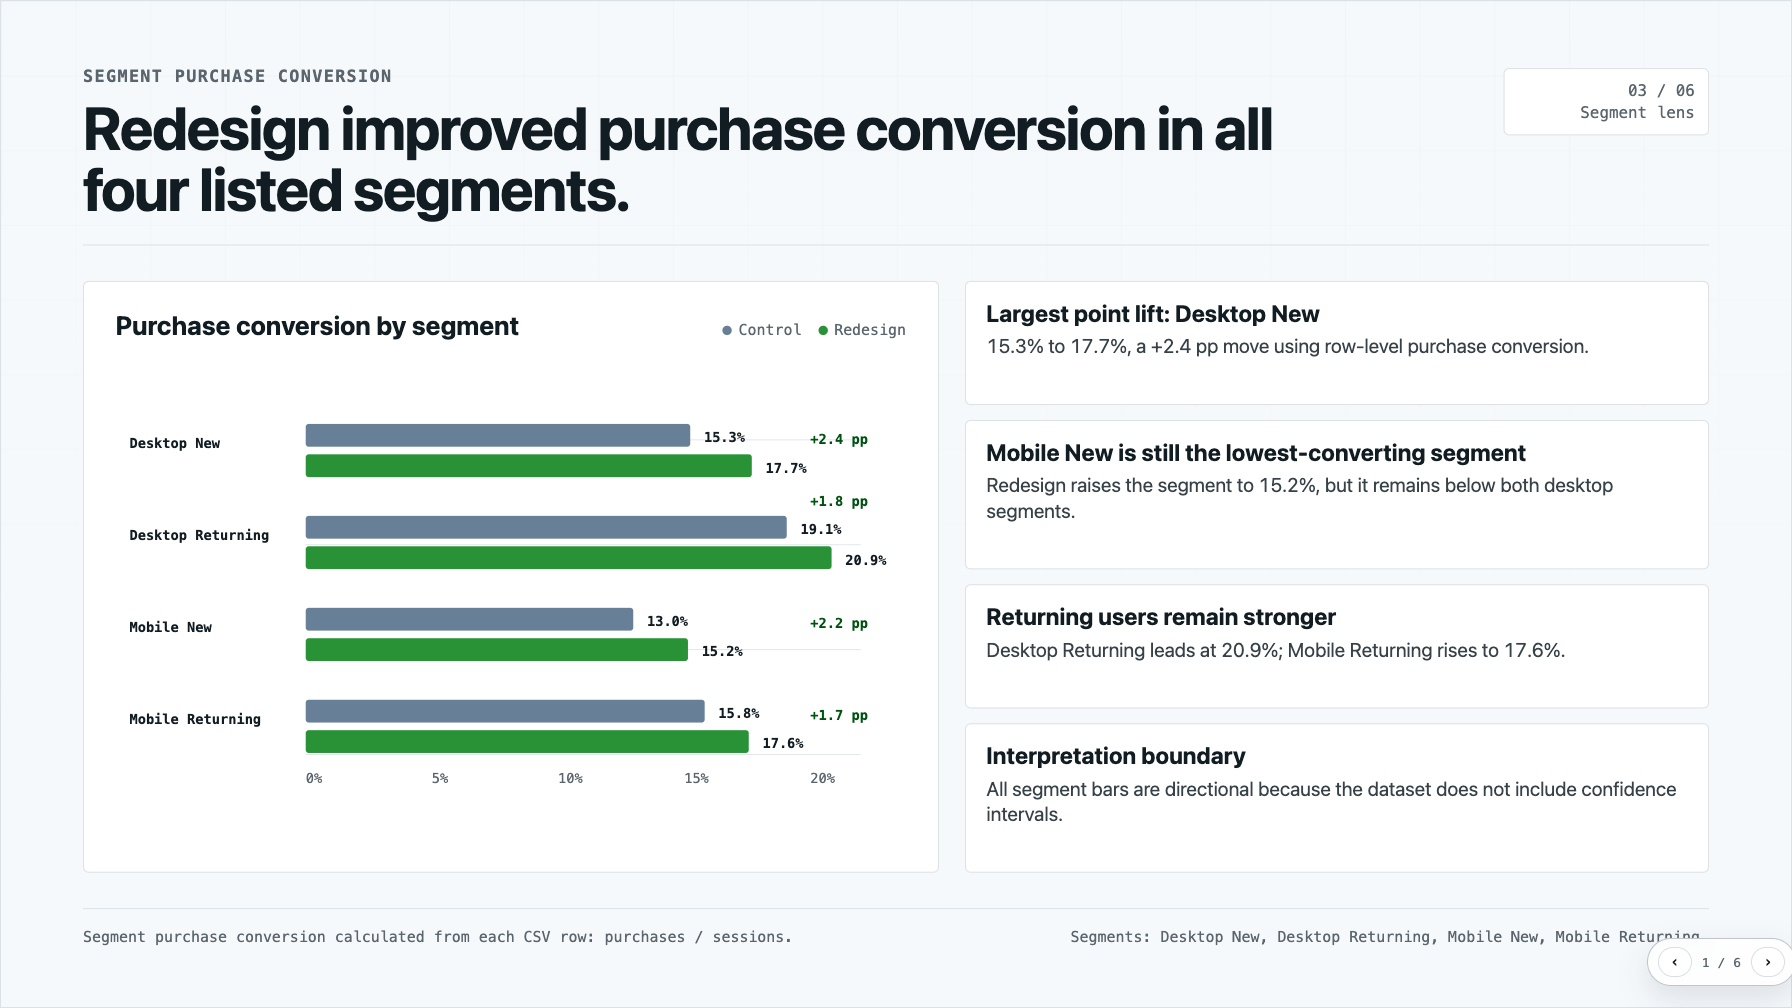 SEGMENT PURCHASE CONVERSION
Redesign improved purchase conversion in all
four listed segments.
03 / 06
Segment lens
Purchase conversion by segment
Control
Redesign
Desktop New
15.3%
+2.4 pp
17.7%
+1.8 pp
Desktop Returning
19.1%
20.9%
Mobile New
13.0%
+2.2 pp
15.2%
Mobile Returning
15.8%
+1.7 pp
17.6%
0%
5%
10%
15%
20%
Largest point lift: Desktop New
15.3% to 17.7%, a +2.4 pp move using row-level purchase conversion.
Mobile New is still the lowest-converting segment
Redesign raises the segment to 15.2%, but it remains below both desktop
segments.
Returning users remain stronger
Desktop Returning leads at 20.9%; Mobile Returning rises to 17.6%.
Interpretation boundary
All segment bars are directional because the dataset does not include confidence
intervals.
Segment purchase conversion calculated from each CSV row: purchases / sessions.
Segments: Desktop New, Desktop Returning, Mobile New, Mobile Returning.
‹ 1 / 6 ›